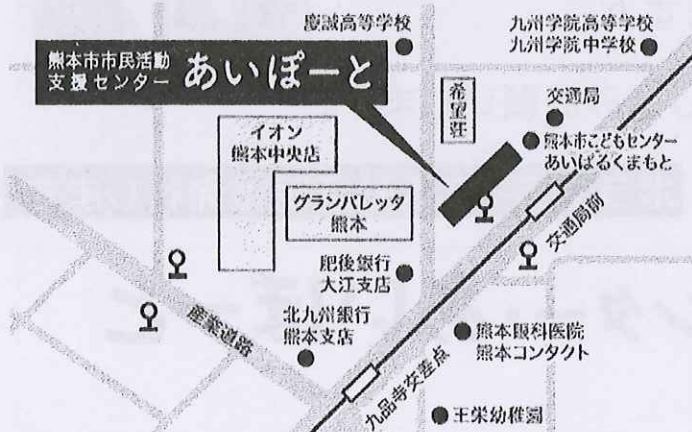 慶誠高等学校
九州学院高等学校
九州学院中学校
熊本市市民活動
支援センター あいぽーと
希望荘
交通局
熊本市こどもセンター
あいぱるくまもと
イオン
熊本中央店
グランパレッタ
熊本
交通局前
肥後銀行
大江支店
北九州銀行
熊本支店
産業道路
熊本眼科医院
熊本コンタクト
九品寺交差点
王栄幼稚園